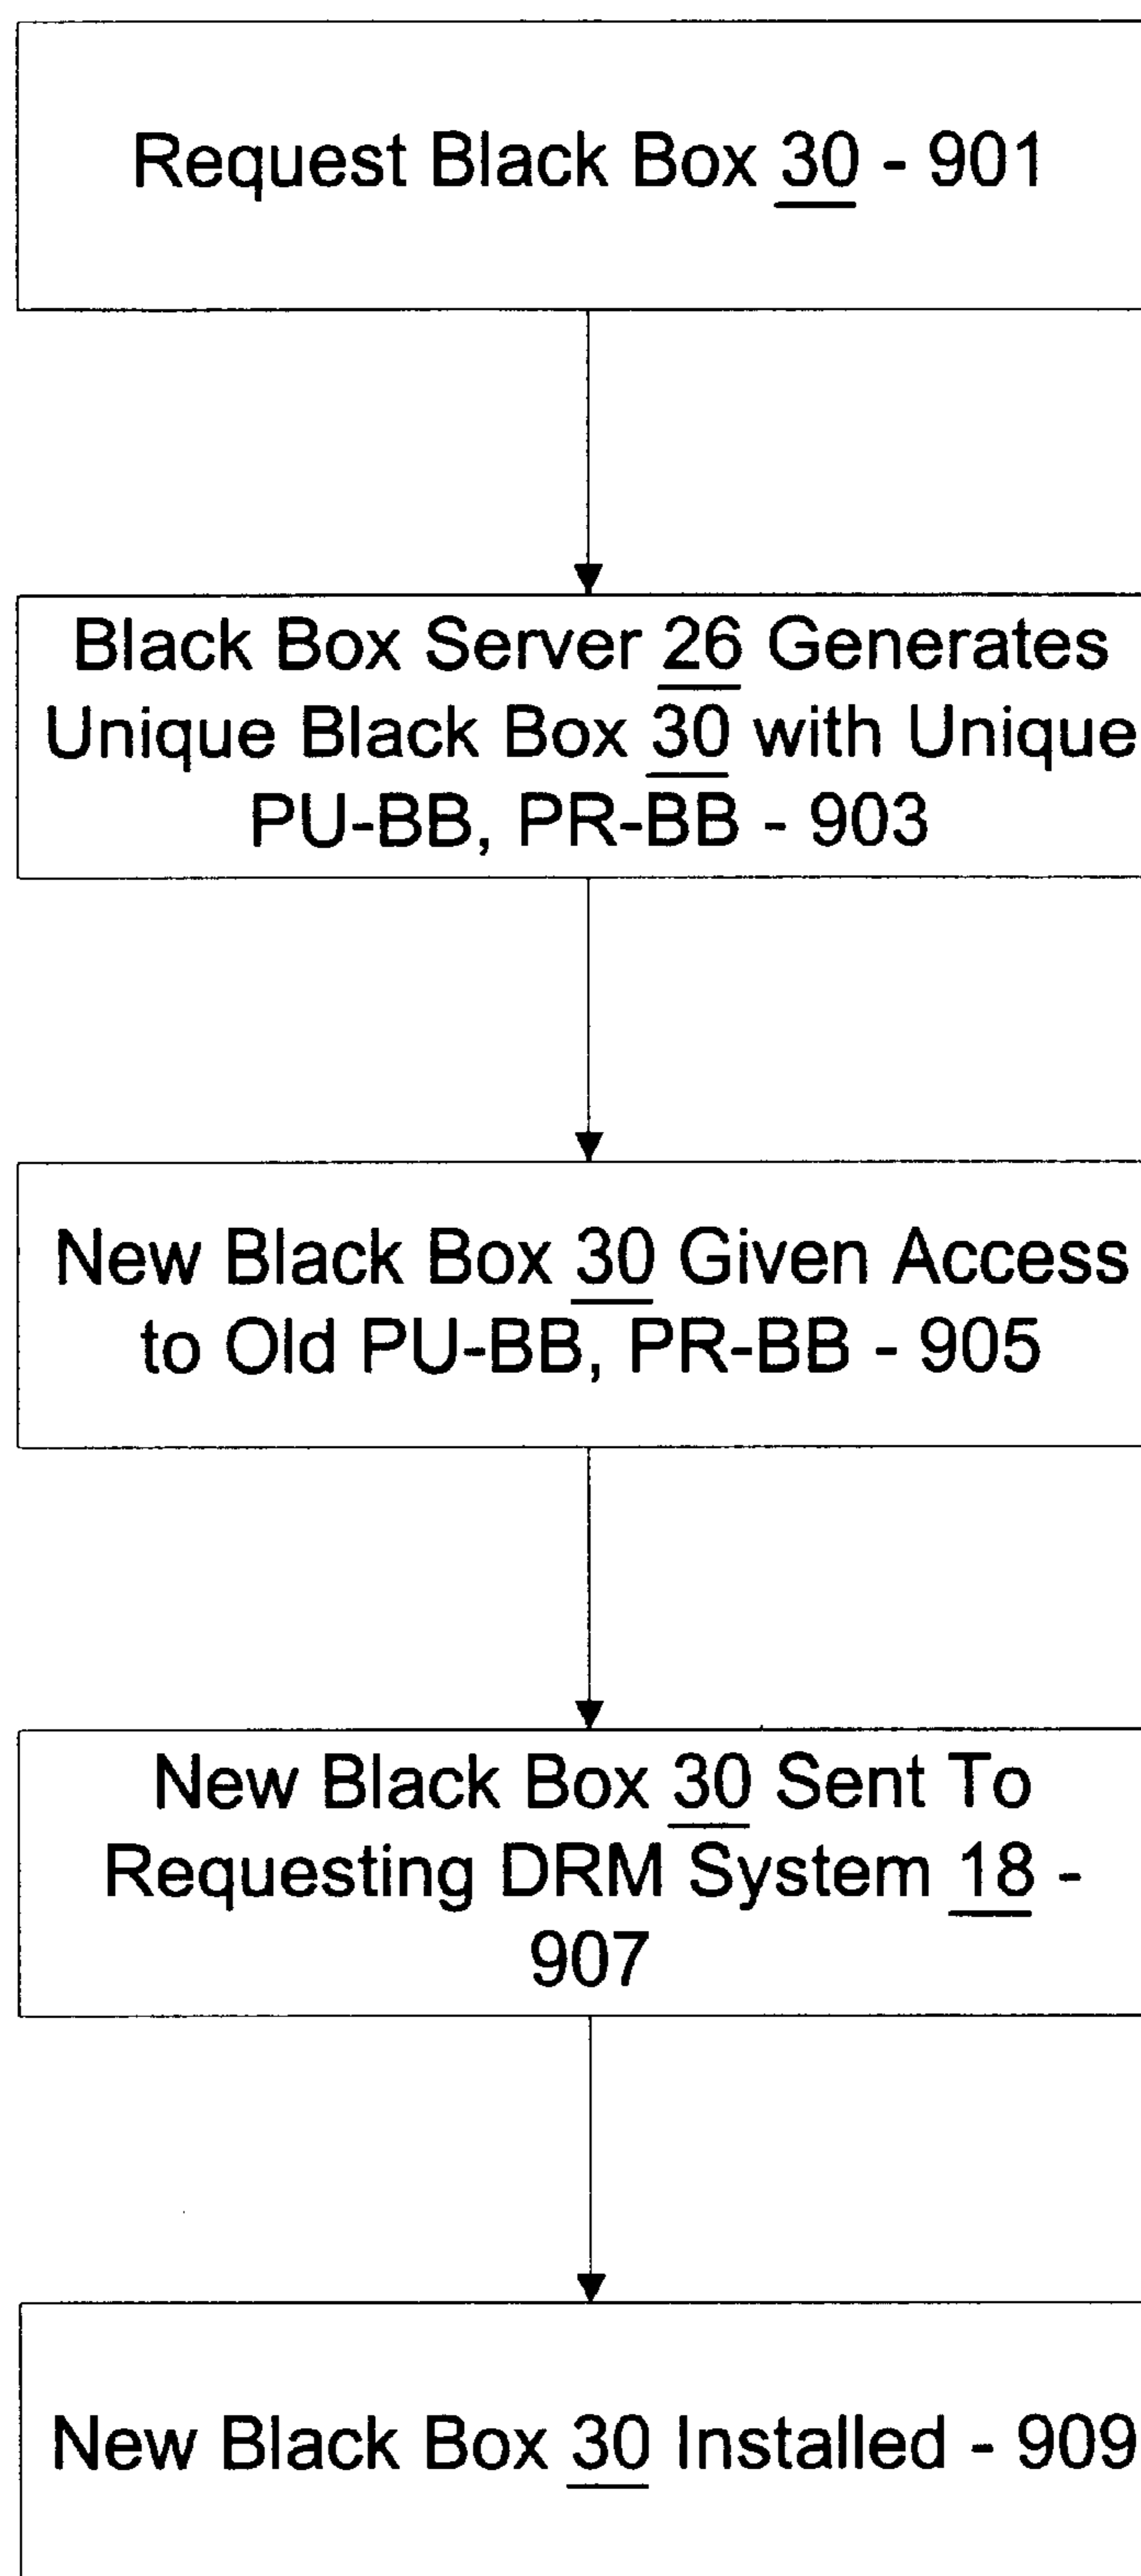 Request Black Box 30 - 901
Black Box Server 26 Generates
Unique Black Box 30 with Unique
PU-BB, PR-BB - 903
New Black Box 30 Given Access
to Old PU-BB, PR-BB - 905
New Black Box 30 Sent To
Requesting DRM System 18 -
907
New Black Box 30 Installed - 909